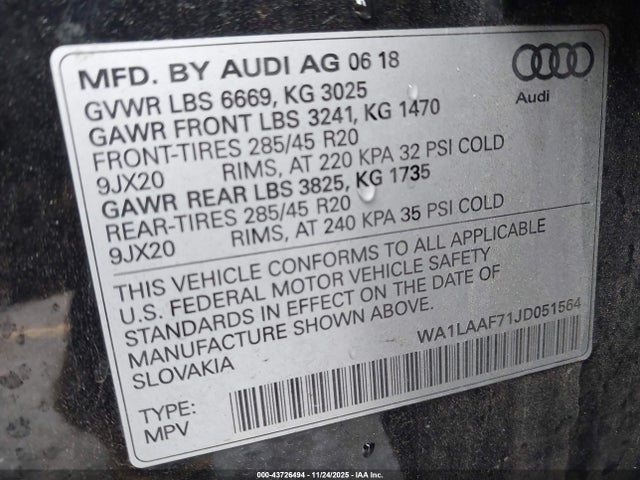 MFD. BY AUDI AG 06 18
Audi
GVWR LBS 6669, KG 3025
GAWR FRONT LBS 3241, KG 1470
FRONT-TIRES 285/45 R20
9JX20 RIMS, AT 220 KPA 32 PSI COLD
GAWR REAR LBS 3825, KG 1735
REAR-TIRES 285/45 R20
9JX20 RIMS, AT 240 KPA 35 PSI COLD
THIS VEHICLE CONFORMS TO ALL APPLICABLE
U.S. FEDERAL MOTOR VEHICLE SAFETY
STANDARDS IN EFFECT ON THE DATE OF
MANUFACTURE SHOWN ABOVE.
SLOVAKIA
WA1LAAF71JD051564
TYPE:
MPV
000-43726494 - 11/24/2025 - IAA Inc.